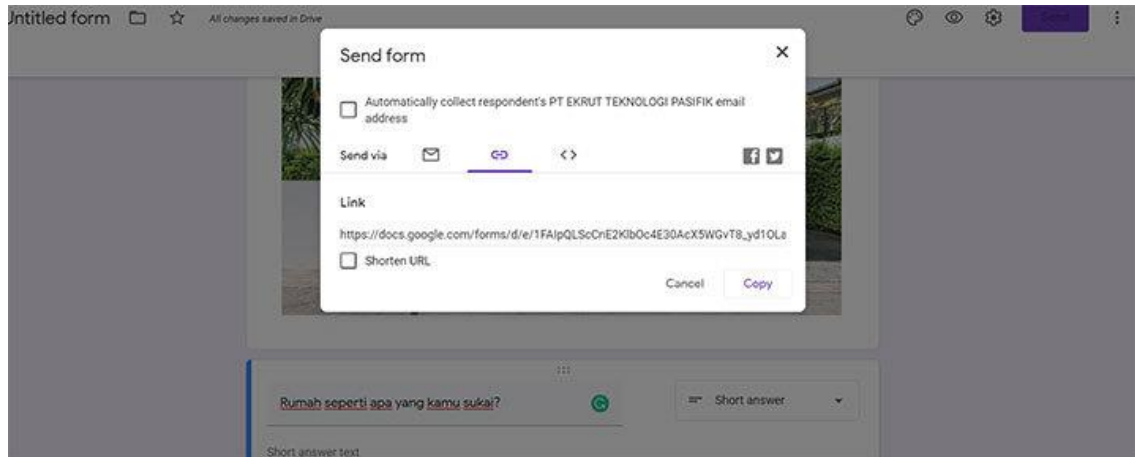 Untitled form
All changes saved in Drive
Send
Send form
Automatically collect respondent's PT EKRUT TEKNOLOGI PASIFIK email
address
Send via
Link
https://docs.google.com/forms/d/e/1FAIpQLScCnE2KlbOc4E30AcX5WGvT8_yd1OLa
Shorten URL
Cancel
Copy
Rumah seperti apa yang kamu sukai?
Short answer
Short answer text